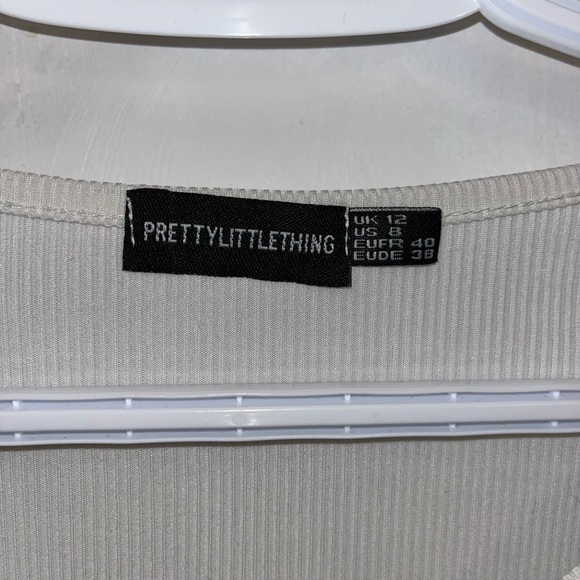 PRETTYLITTLETHING
UK 12
US 8
EUFR 40
EUDE 38